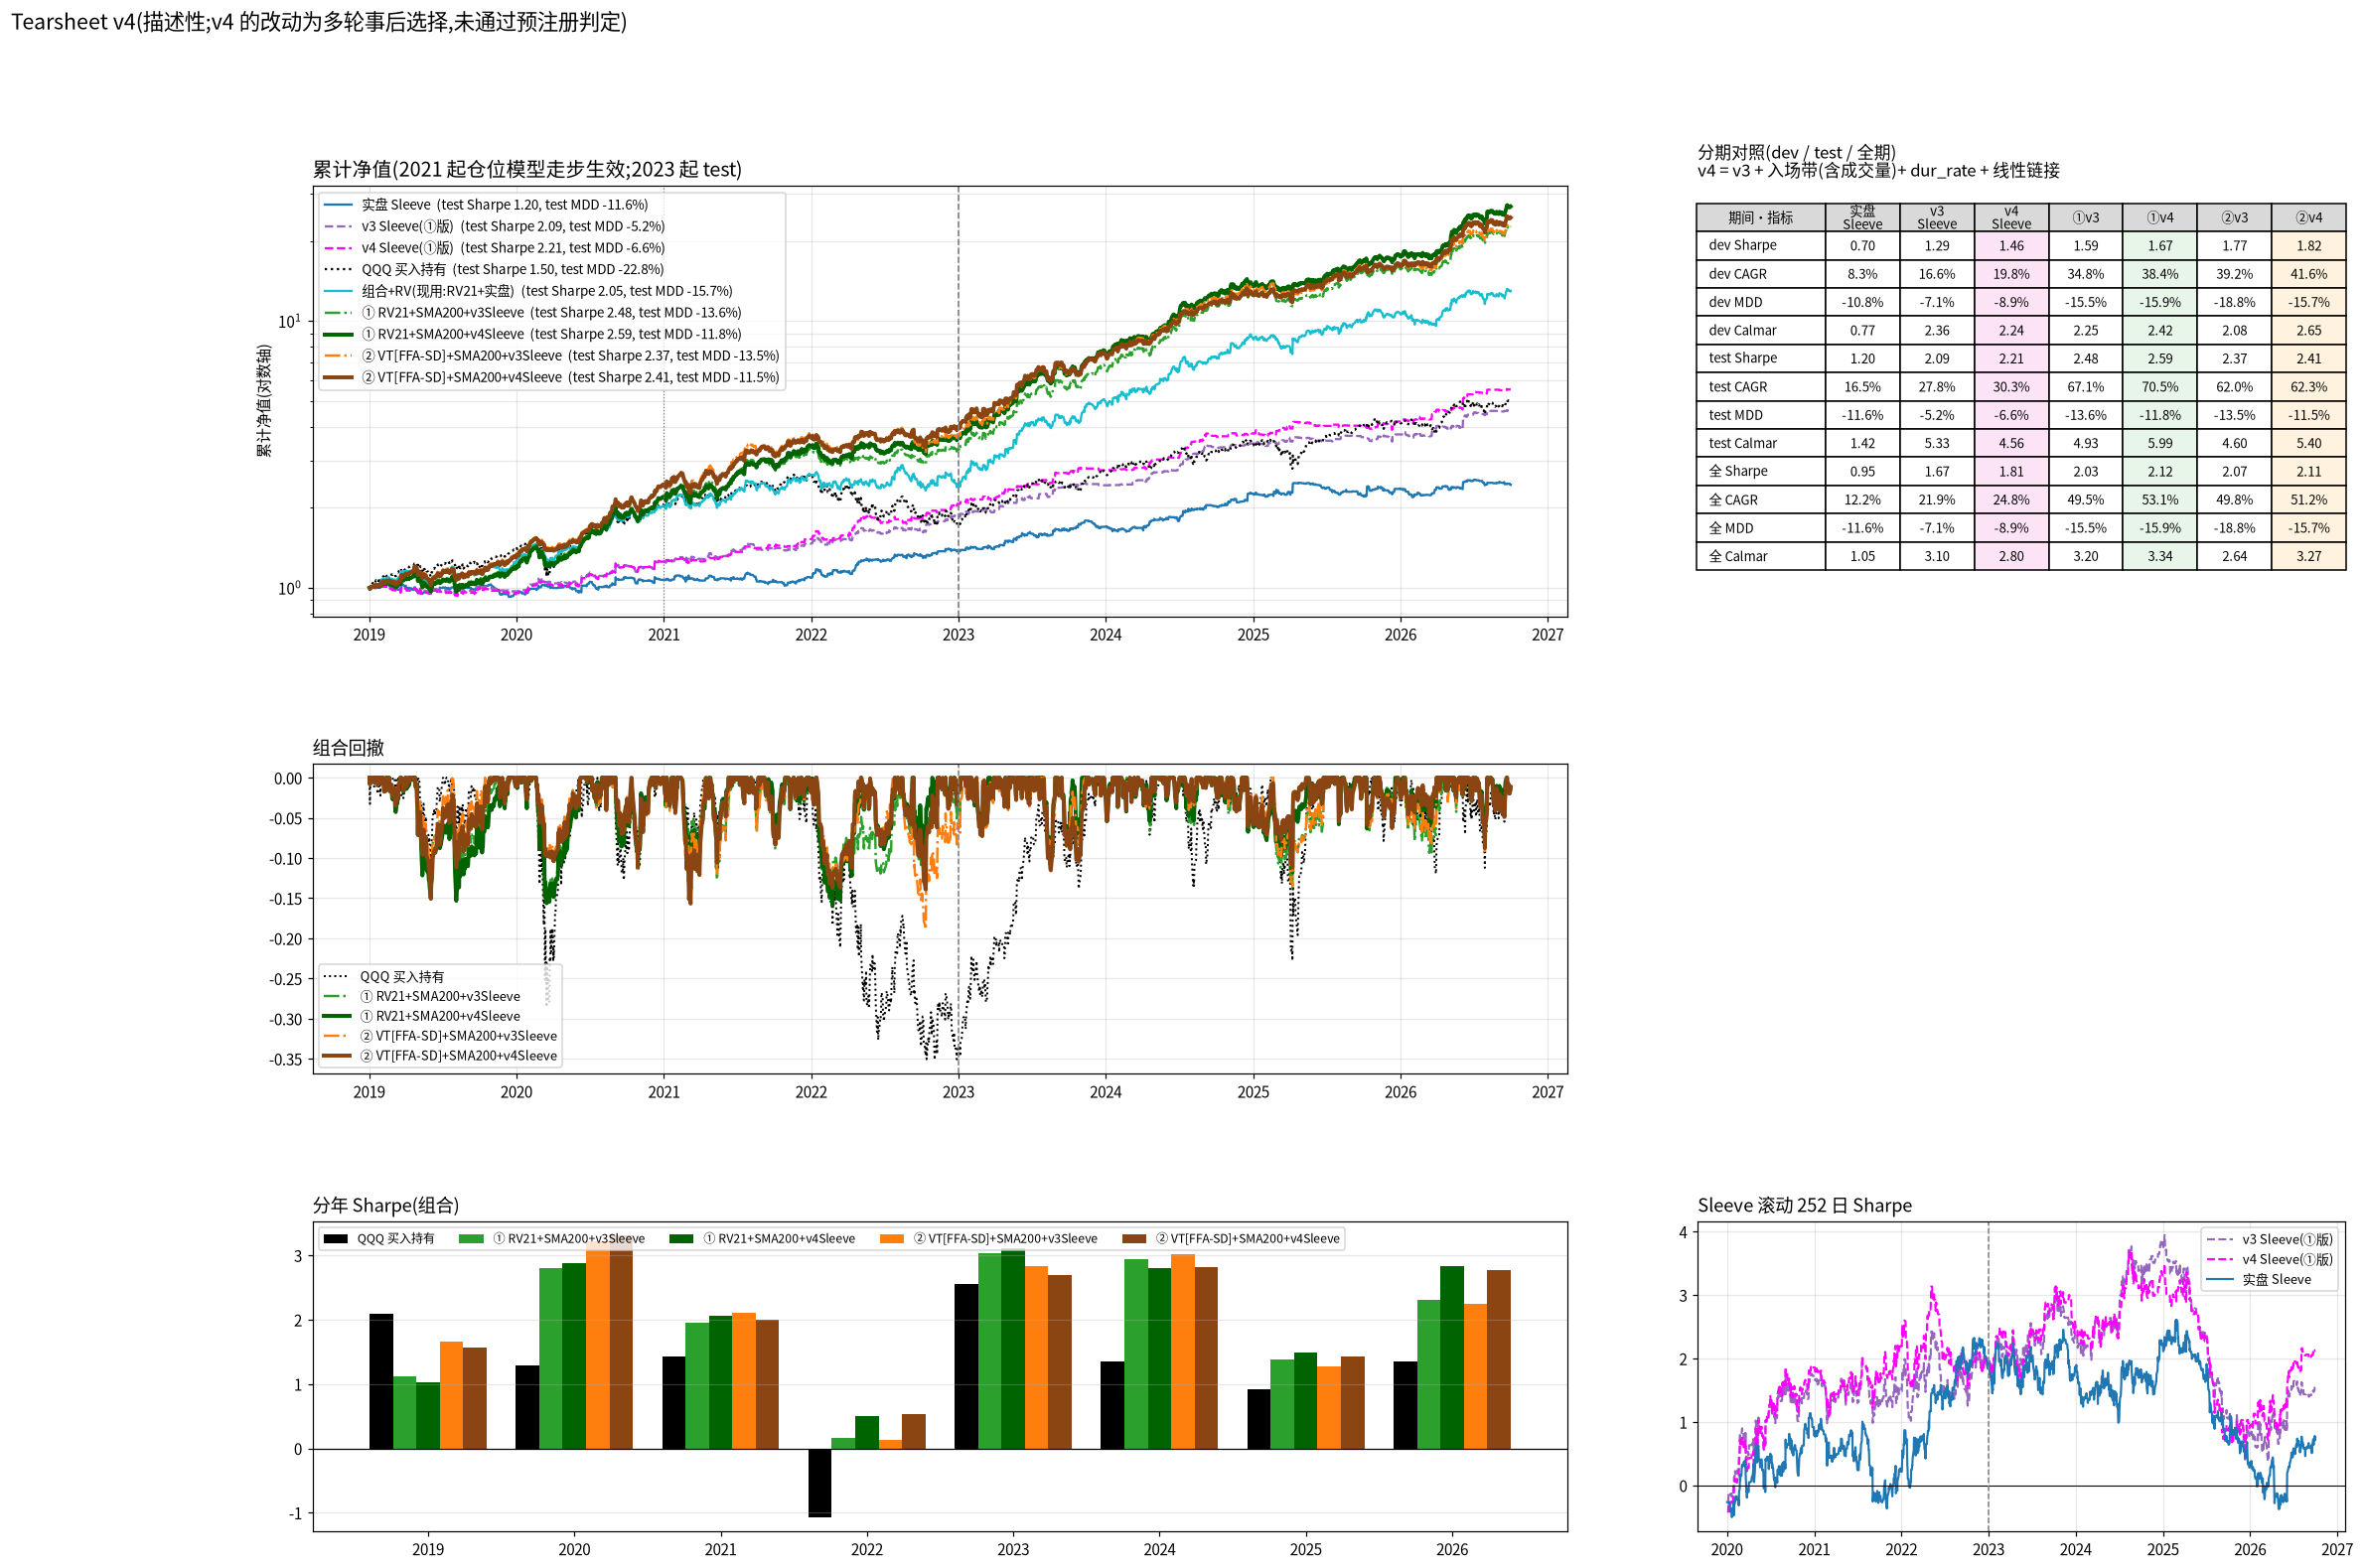 Tearsheet v4(描述性;v4 的改动为多轮事后选择,未通过预注册判定)
累计净值(2021 起仓位模型走步生效;2023 起 test)
累计净值(对数轴)
实盘 Sleeve (test Sharpe 1.20, test MDD -11.6%)
v3 Sleeve(①版) (test Sharpe 2.09, test MDD -5.2%)
v4 Sleeve(①版) (test Sharpe 2.21, test MDD -6.6%)
QQQ 买入持有 (test Sharpe 1.50, test MDD -22.8%)
组合+RV(现用:RV21+实盘) (test Sharpe 2.05, test MDD -15.7%)
① RV21+SMA200+v3Sleeve (test Sharpe 2.48, test MDD -13.6%)
① RV21+SMA200+v4Sleeve (test Sharpe 2.59, test MDD -11.8%)
② VT[FFA-SD]+SMA200+v3Sleeve (test Sharpe 2.37, test MDD -13.5%)
② VT[FFA-SD]+SMA200+v4Sleeve (test Sharpe 2.41, test MDD -11.5%)
10¹
10⁰
2019 2020 2021 2022 2023 2024 2025 2026 2027
分期对照(dev / test / 全期)
v4 = v3 + 入场带(含成交量)+ dur_rate + 线性链接
期间・指标 实盘 Sleeve v3 Sleeve v4 Sleeve ①v3 ①v4 ②v3 ②v4
dev Sharpe 0.70 1.29 1.46 1.59 1.67 1.77 1.82
dev CAGR 8.3% 16.6% 19.8% 34.8% 38.4% 39.2% 41.6%
dev MDD -10.8% -7.1% -8.9% -15.5% -15.9% -18.8% -15.7%
dev Calmar 0.77 2.36 2.24 2.25 2.42 2.08 2.65
test Sharpe 1.20 2.09 2.21 2.48 2.59 2.37 2.41
test CAGR 16.5% 27.8% 30.3% 67.1% 70.5% 62.0% 62.3%
test MDD -11.6% -5.2% -6.6% -13.6% -11.8% -13.5% -11.5%
test Calmar 1.42 5.33 4.56 4.93 5.99 4.60 5.40
全 Sharpe 0.95 1.67 1.81 2.03 2.12 2.07 2.11
全 CAGR 12.2% 21.9% 24.8% 49.5% 53.1% 49.8% 51.2%
全 MDD -11.6% -7.1% -8.9% -15.5% -15.9% -18.8% -15.7%
全 Calmar 1.05 3.10 2.80 3.20 3.34 2.64 3.27
组合回撤
0.00
-0.05
-0.10
-0.15
-0.20
-0.25
-0.30
-0.35
QQQ 买入持有
① RV21+SMA200+v3Sleeve
① RV21+SMA200+v4Sleeve
② VT[FFA-SD]+SMA200+v3Sleeve
② VT[FFA-SD]+SMA200+v4Sleeve
2019 2020 2021 2022 2023 2024 2025 2026 2027
分年 Sharpe(组合)
QQQ 买入持有 ① RV21+SMA200+v3Sleeve ① RV21+SMA200+v4Sleeve ② VT[FFA-SD]+SMA200+v3Sleeve ② VT[FFA-SD]+SMA200+v4Sleeve
3
2
1
0
-1
2019 2020 2021 2022 2023 2024 2025 2026
Sleeve 滚动 252 日 Sharpe
v3 Sleeve(①版)
v4 Sleeve(①版)
实盘 Sleeve
4
3
2
1
0
2020 2021 2022 2023 2024 2025 2026 2027